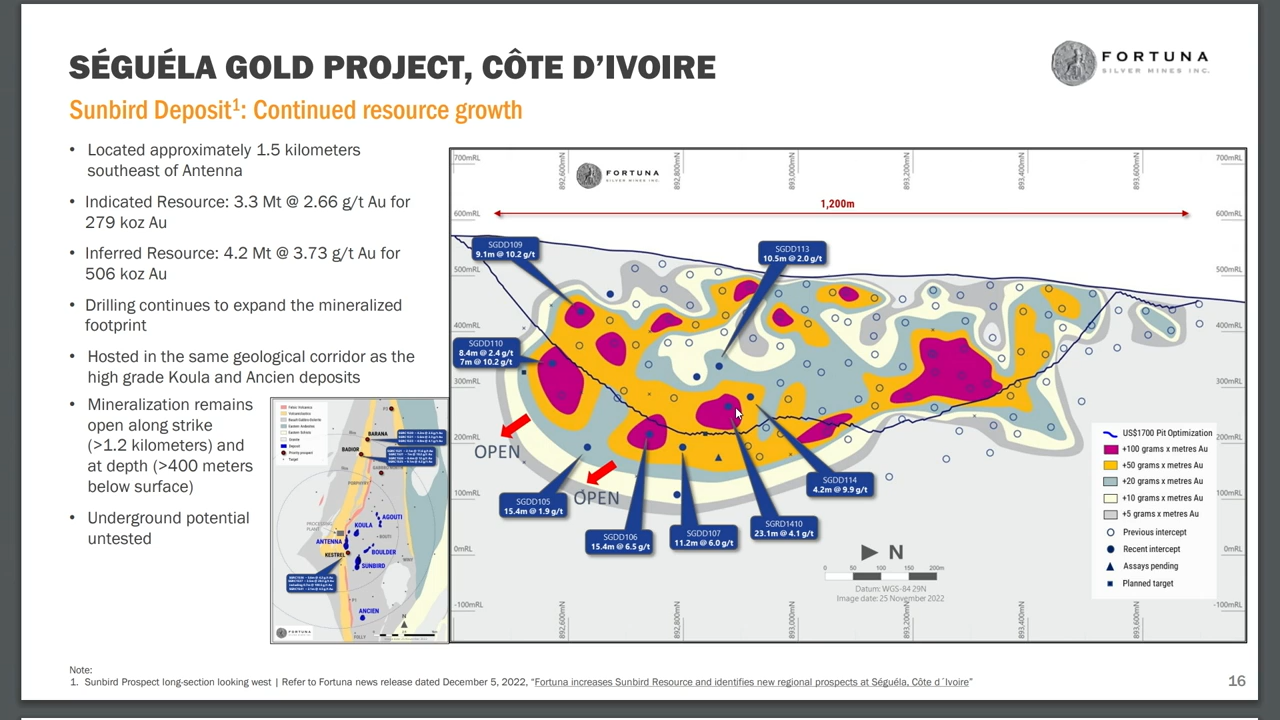 SÉGUÉLA GOLD PROJECT, CÔTE D'IVOIRE
FORTUNA
SILVER MINES INC.
Sunbird Deposit1: Continued resource growth
• Located approximately 1.5 kilometers
southeast of Antenna
• Indicated Resource: 3.3 Mt @ 2.66 g/t Au for
279 koz Au
• Inferred Resource: 4.2 Mt @ 3.73 g/t Au for
506 koz Au
• Drilling continues to expand the mineralized
footprint
• Hosted in the same geological corridor as the
high grade Koula and Ancien deposits
• Mineralization remains
open along strike
(>1.2 kilometers) and
at depth (>400 meters
below surface)
• Underground potential
untested
BARANA
BADIOR
AGOUTI
KOULA
ANTENNA
BOULDER
KESTREL
SUNBIRD
ANCIEN
N
700mRL
892,600mN
FORTUNA
SILVER MINES INC.
892,800mN
893,000mN
893,200mN
893,400mN
893,600mN
700mRL
1,200m
600mRL
600mRL
SGDD109
9.1m @ 10.2 g/t
SGDD113
10.5m @ 2.0 g/t
500mRL
500mRL
400mRL
400mRL
SGDD110
8.4m @ 2.4 g/t
7m @ 10.2 g/t
300mRL
300mRL
200mRL
200mRL
OPEN
OPEN
100mRL
100mRL
SGDD105
15.4m @ 1.9 g/t
SGDD106
15.4m @ 6.5 g/t
SGDD107
11.2m @ 6.0 g/t
SGRD1410
23.1m @ 4.1 g/t
SGDD114
4.2m @ 9.9 g/t
US$1700 Pit Optimization
+100 grams x metres Au
+50 grams x metres Au
+20 grams x metres Au
+10 grams x metres Au
+5 grams x metres Au
Previous intercept
Recent intercept
Assays pending
Planned target
0mRL
0mRL
N
0 50 100 200m
Datum: WGS-84 29N
Image date: 25 November 2022
-100mRL
-100mRL
892,600mN
892,800mN
893,000mN
893,200mN
893,400mN
893,600mN
Note:
1. Sunbird Prospect long-section looking west | Refer to Fortuna news release dated December 5, 2022, "Fortuna increases Sunbird Resource and identifies new regional prospects at Séguéla, Côte d´Ivoire"
16